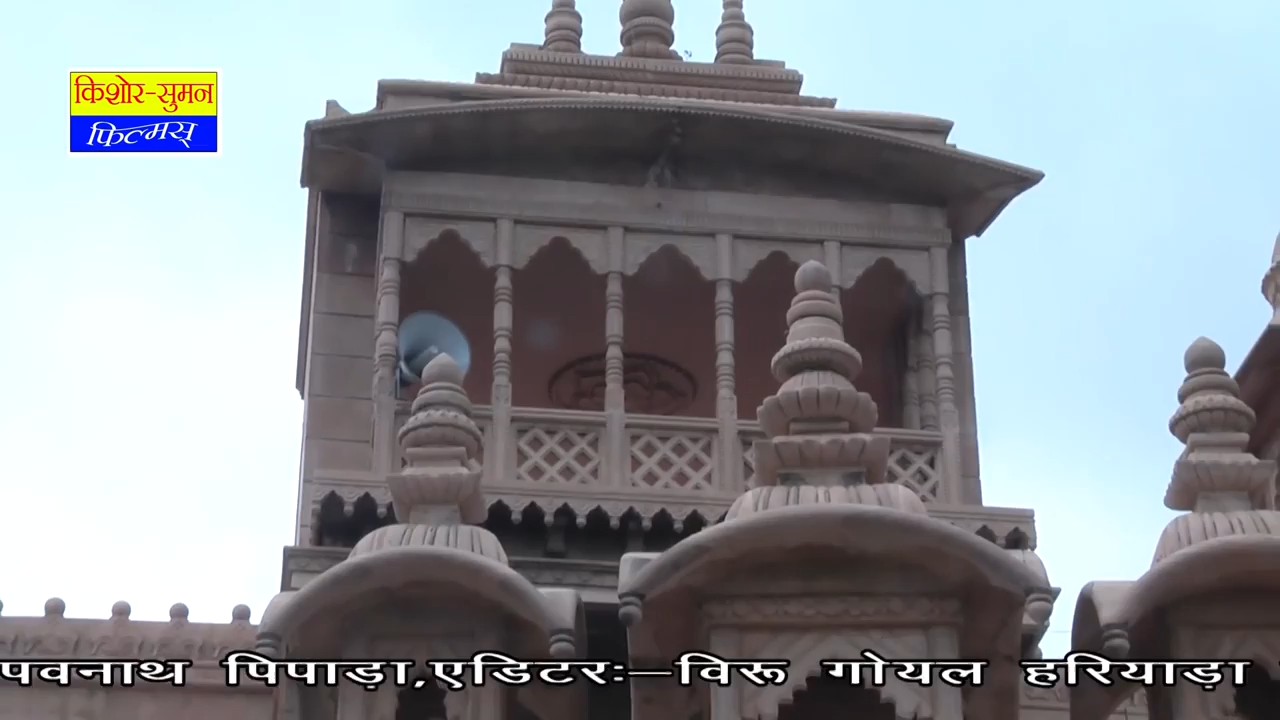 किशोर-सुमन
फिल्मस्
पवनाथ पिपाड़ा,एडिटरः—विरू गोयल हरियाड़ा